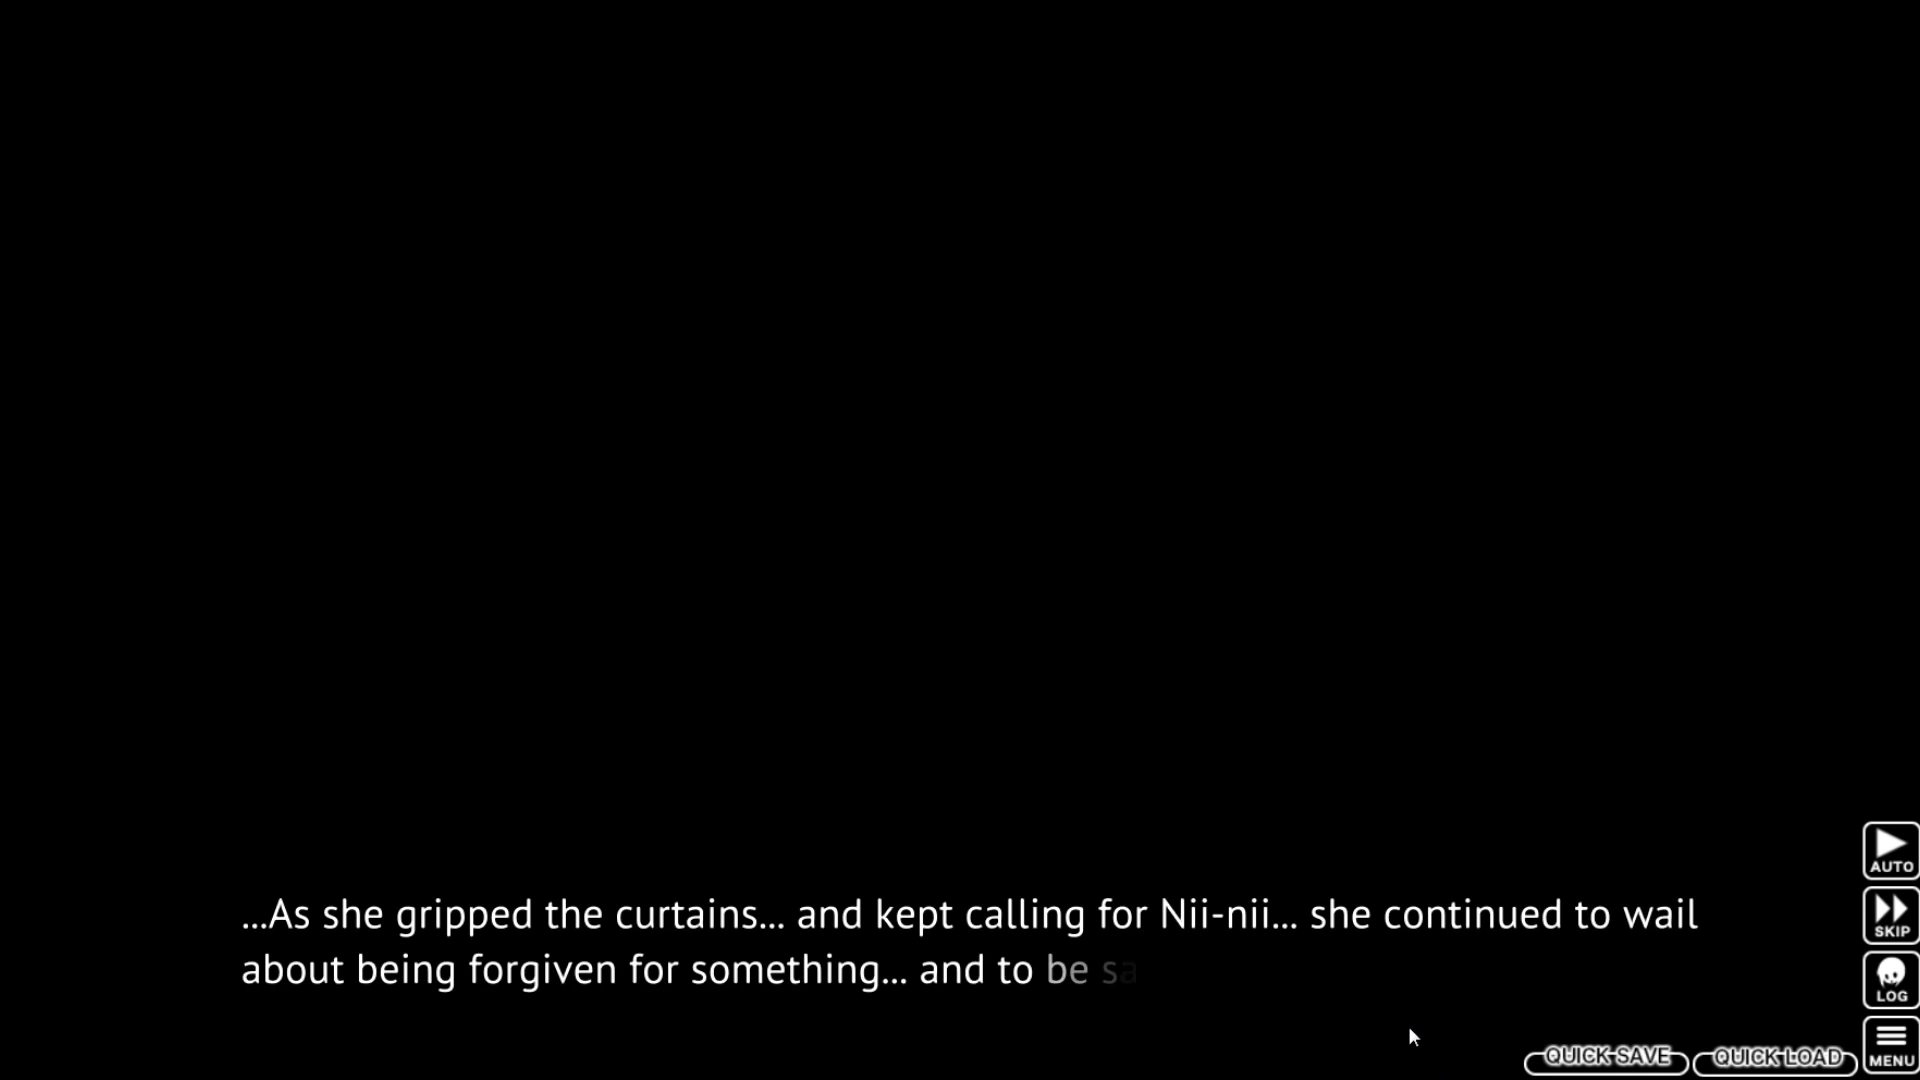 ...As she gripped the curtains... and kept calling for Nii-nii... she continued to wail
about being forgiven for something... and to be sa
AUTO
SKIP
LOG
QUICK SAVE
QUICK LOAD
MENU